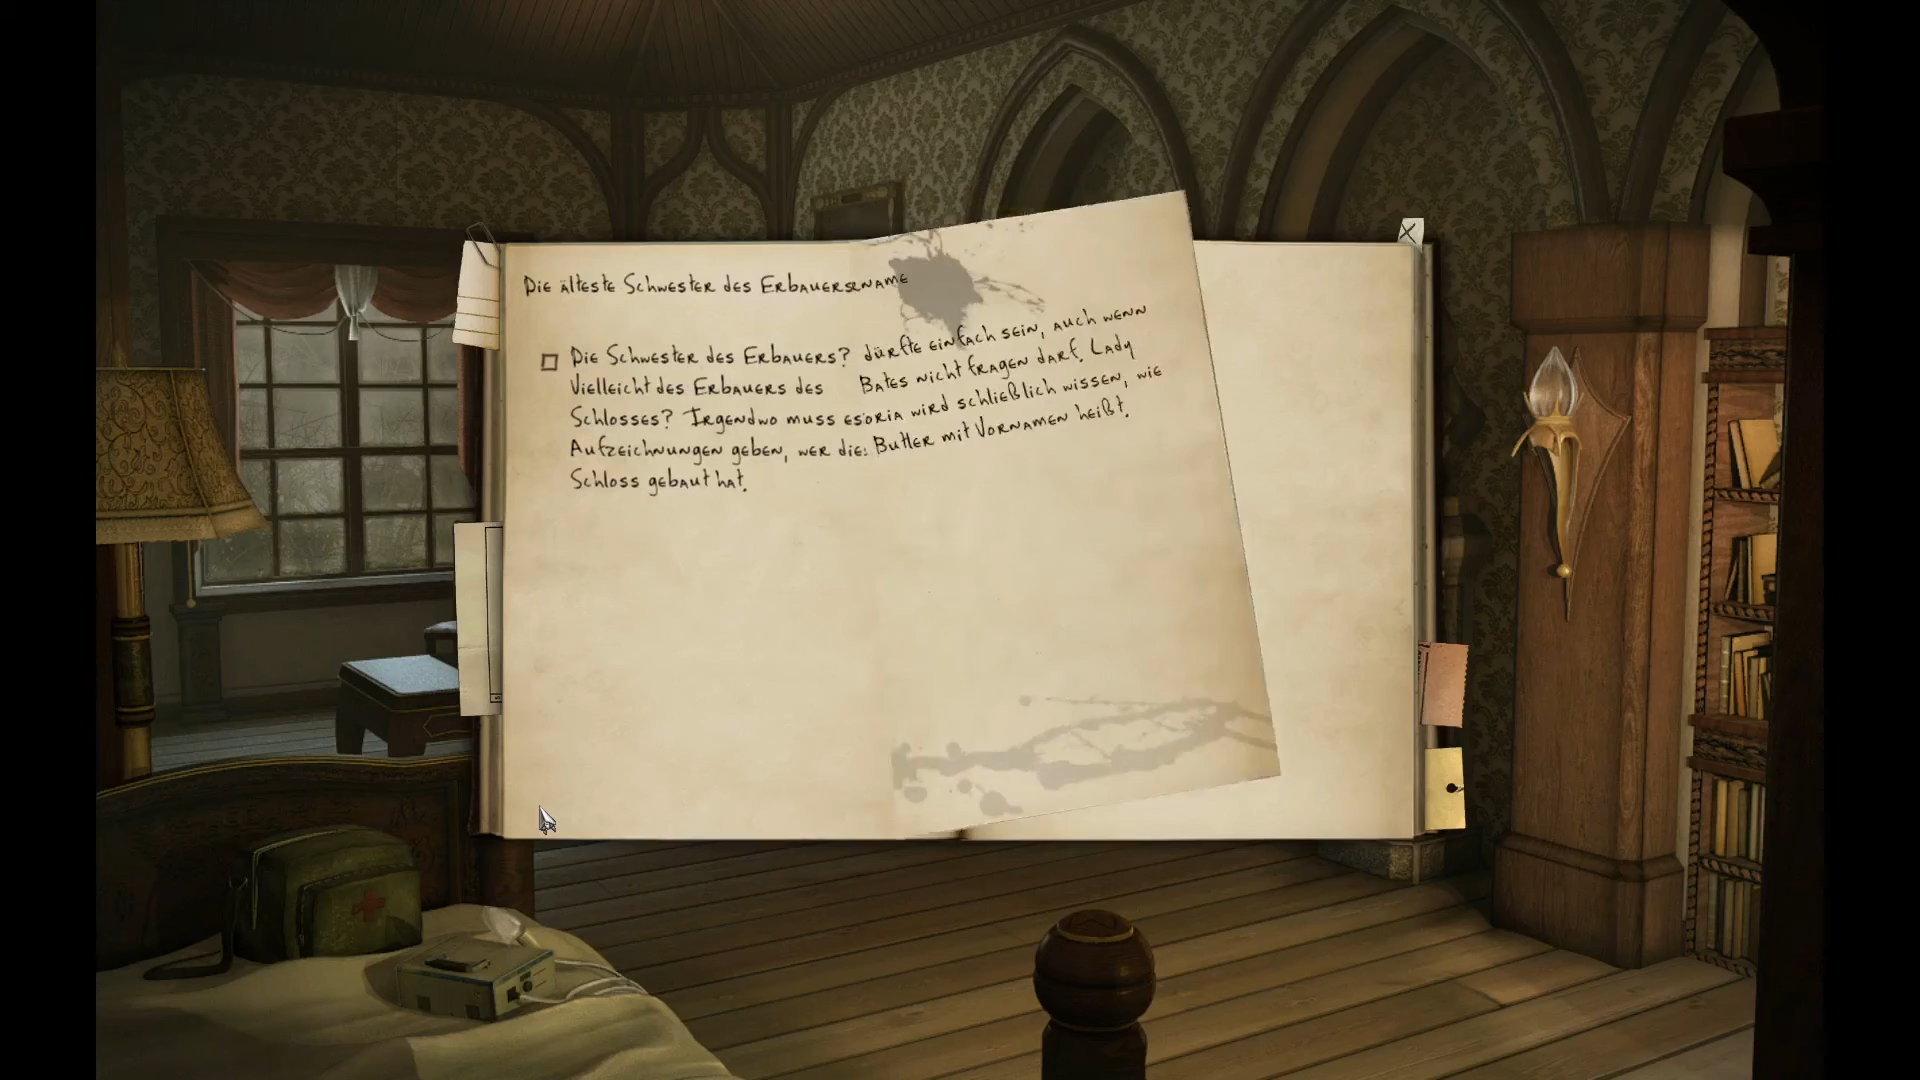 Die älteste Schwester des Erbauersrname
Die Schwester des Erbauers? dürfte einfach sein, auch wenn
Vielleicht des Erbauers des Bates nicht fragen darf. Lady
Schlosses? Irgendwo muss es'oria wird schließlich wissen, wie
Aufzeichnungen geben, wer die: Butler mit Vornamen heißt.
Schloss gebaut hat.